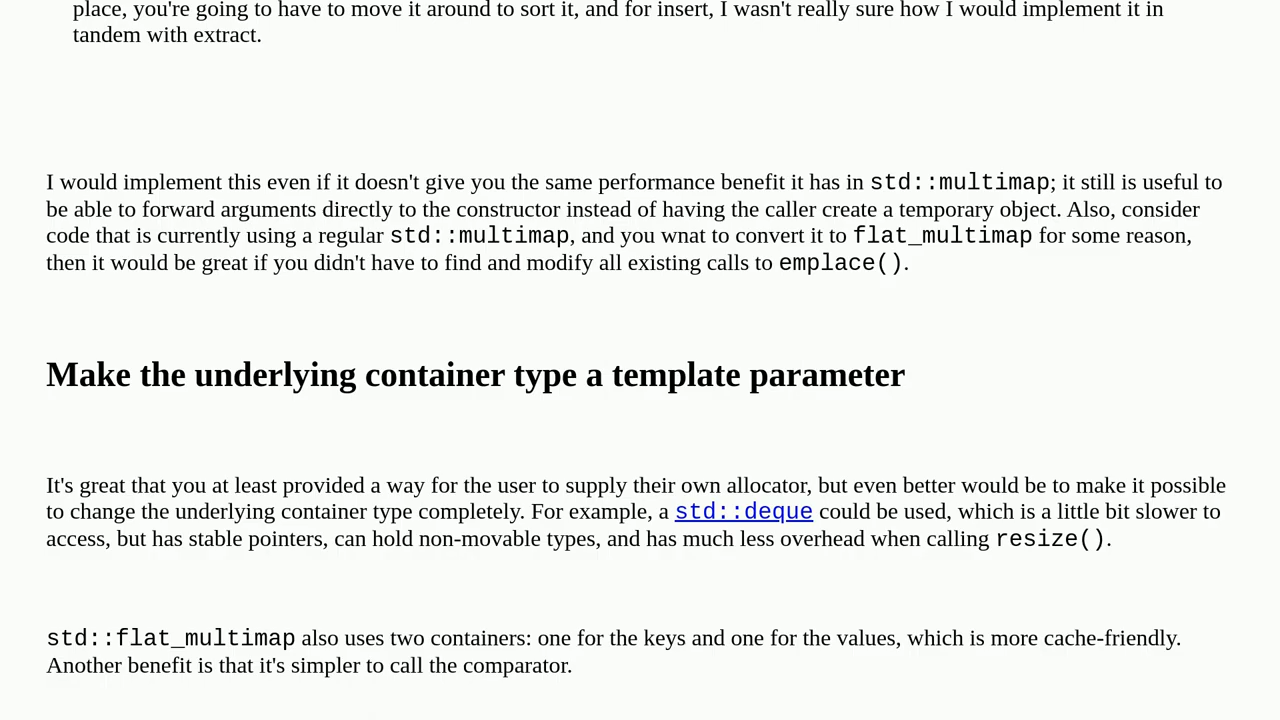 place, you're going to have to move it around to sort it, and for insert, I wasn't really sure how I would implement it in
tandem with extract.
I would implement this even if it doesn't give you the same performance benefit it has in std::multimap; it still is useful to
be able to forward arguments directly to the constructor instead of having the caller create a temporary object. Also, consider
code that is currently using a regular std::multimap, and you wnat to convert it to flat_multimap for some reason,
then it would be great if you didn't have to find and modify all existing calls to emplace().
Make the underlying container type a template parameter
It's great that you at least provided a way for the user to supply their own allocator, but even better would be to make it possible
to change the underlying container type completely. For example, a std::deque could be used, which is a little bit slower to
access, but has stable pointers, can hold non-movable types, and has much less overhead when calling resize().
std::flat_multimap also uses two containers: one for the keys and one for the values, which is more cache-friendly.
Another benefit is that it's simpler to call the comparator.